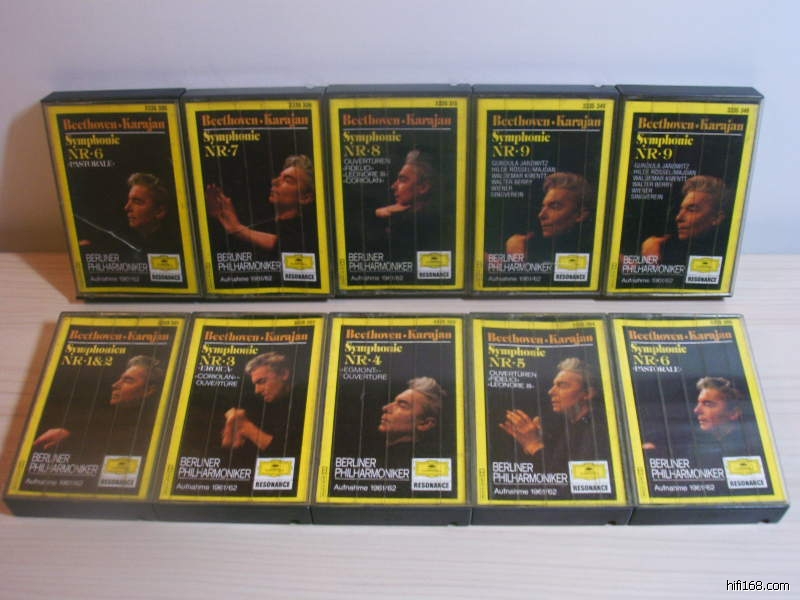 3335 306
Beethoven · Karajan
Symphonie
NR·6
›PASTORALE‹
BERLINER
PHILHARMONIKER
Aufnahme 1961/62
RESONANCE
Beethoven · Karajan
Symphonie
NR·7
BERLINER
PHILHARMONIKER
Aufnahme 1961/62
RESONANCE
Beethoven · Karajan
Symphonie
NR·8
OUVERTÜREN
›FIDELIO‹
›LEONORE III‹
›CORIOLAN‹
BERLINER
PHILHARMONIKER
Aufnahme 1961/62
RESONANCE
Beethoven · Karajan
Symphonie
NR·9
GUNDULA JANOWITZ
HILDE RÖSSEL-MAJDAN
WALDEMAR KMENTT
WALTER BERRY
WIENER
SINGVEREIN
BERLINER
PHILHARMONIKER
Aufnahme 1961/62
RESONANCE
Beethoven · Karajan
Symphonie
NR·9
GUNDULA JANOWITZ
HILDE RÖSSEL-MAJDAN
WALDEMAR KMENTT
WALTER BERRY
WIENER
SINGVEREIN
BERLINER
PHILHARMONIKER
Aufnahme 1961/62
RESONANCE
Beethoven · Karajan
Symphonien
NR·1&2
BERLINER
PHILHARMONIKER
Aufnahme 1961/62
RESONANCE
Beethoven · Karajan
Symphonie
NR·3
›EROICA‹
›CORIOLAN‹-
OUVERTÜRE
BERLINER
PHILHARMONIKER
Aufnahme 1961/62
RESONANCE
Beethoven · Karajan
Symphonie
NR·4
›EGMONT‹-
OUVERTÜRE
BERLINER
PHILHARMONIKER
Aufnahme 1961/62
RESONANCE
Beethoven · Karajan
Symphonie
NR·5
OUVERTÜREN
›FIDELIO‹
›LEONORE III‹
BERLINER
PHILHARMONIKER
Aufnahme 1961/62
RESONANCE
Beethoven · Karajan
Symphonie
NR·6
›PASTORALE‹
BERLINER
PHILHARMONIKER
Aufnahme 1961/62
RESONANCE
hifi168.com